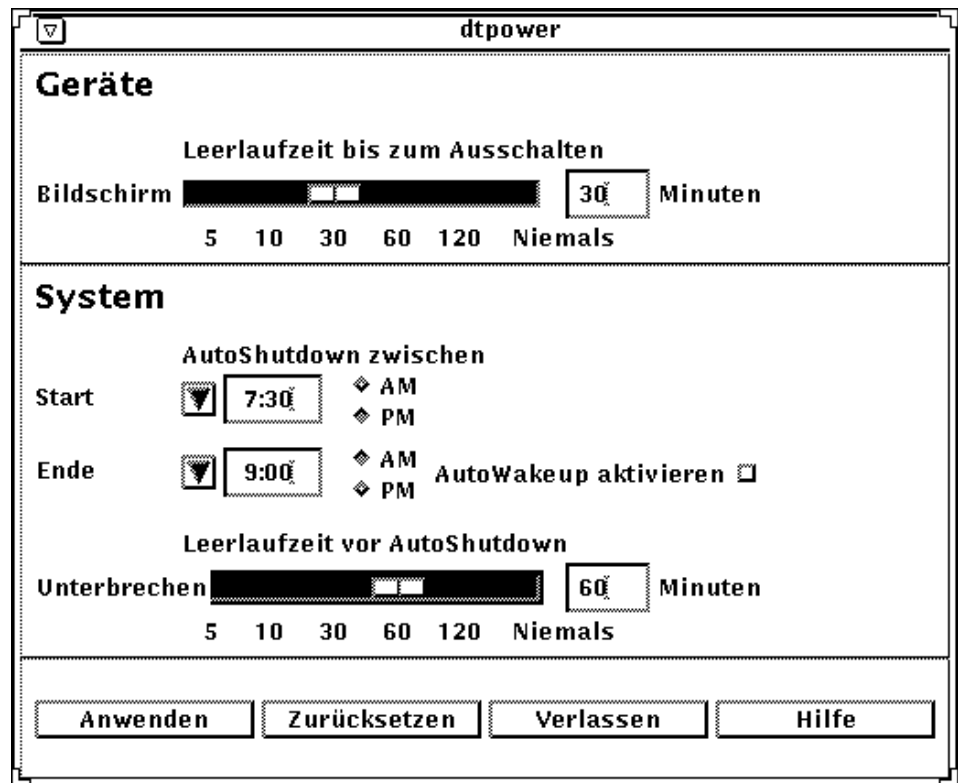 dtpower
Geräte
Leerlaufzeit bis zum Ausschalten
Bildschirm 30 Minuten
5 10 30 60 120 Niemals
System
AutoShutdown zwischen
Start 7:30 AM
PM
Ende 9:00 AM
PM
AutoWakeup aktivieren
Leerlaufzeit vor AutoShutdown
Unterbrechen 60 Minuten
5 10 30 60 120 Niemals
Anwenden Zurücksetzen Verlassen Hilfe